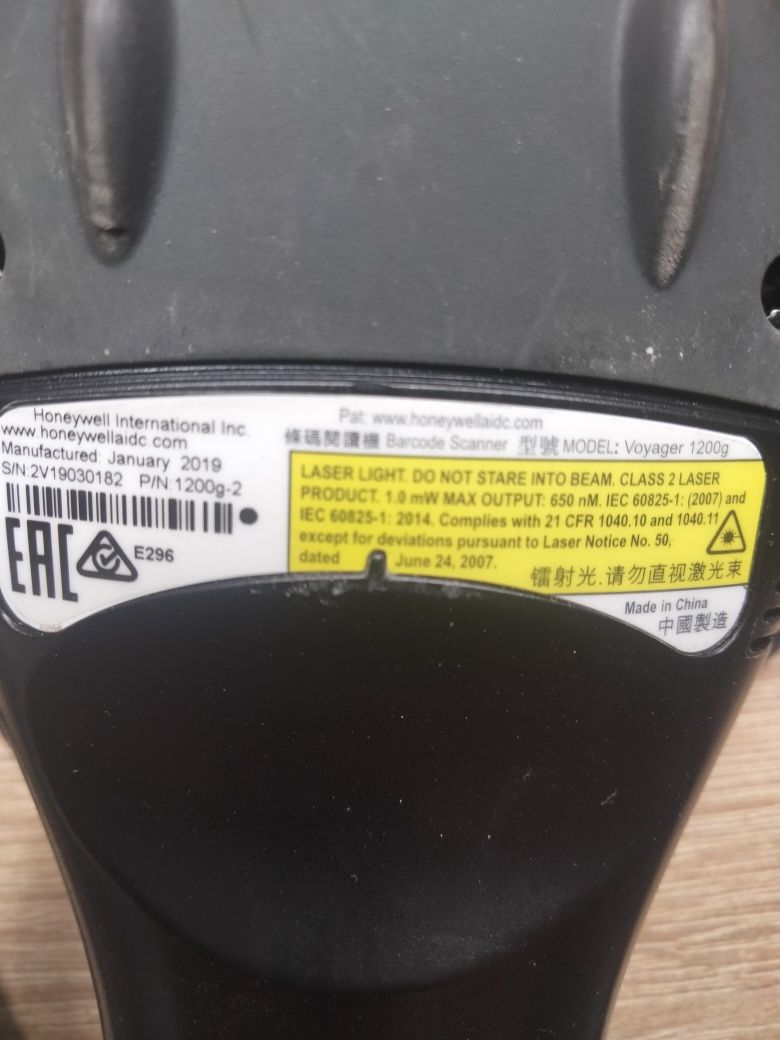 Honeywell International Inc.
www.honeywellaidc.com
Manufactured: January 2019
S/N:2V19030182 P/N:1200g-2
EAC
E296
Pat: www.honeywellaidc.com
條碼閱讀機 Barcode Scanner 型號 MODEL: Voyager 1200g
LASER LIGHT. DO NOT STARE INTO BEAM. CLASS 2 LASER
PRODUCT. 1.0 mW MAX OUTPUT: 650 nM. IEC 60825-1: (2007) and
IEC 60825-1: 2014. Complies with 21 CFR 1040.10 and 1040.11
except for deviations pursuant to Laser Notice No. 50,
dated June 24, 2007.
镭射光.请勿直视激光束
Made in China
中國製造